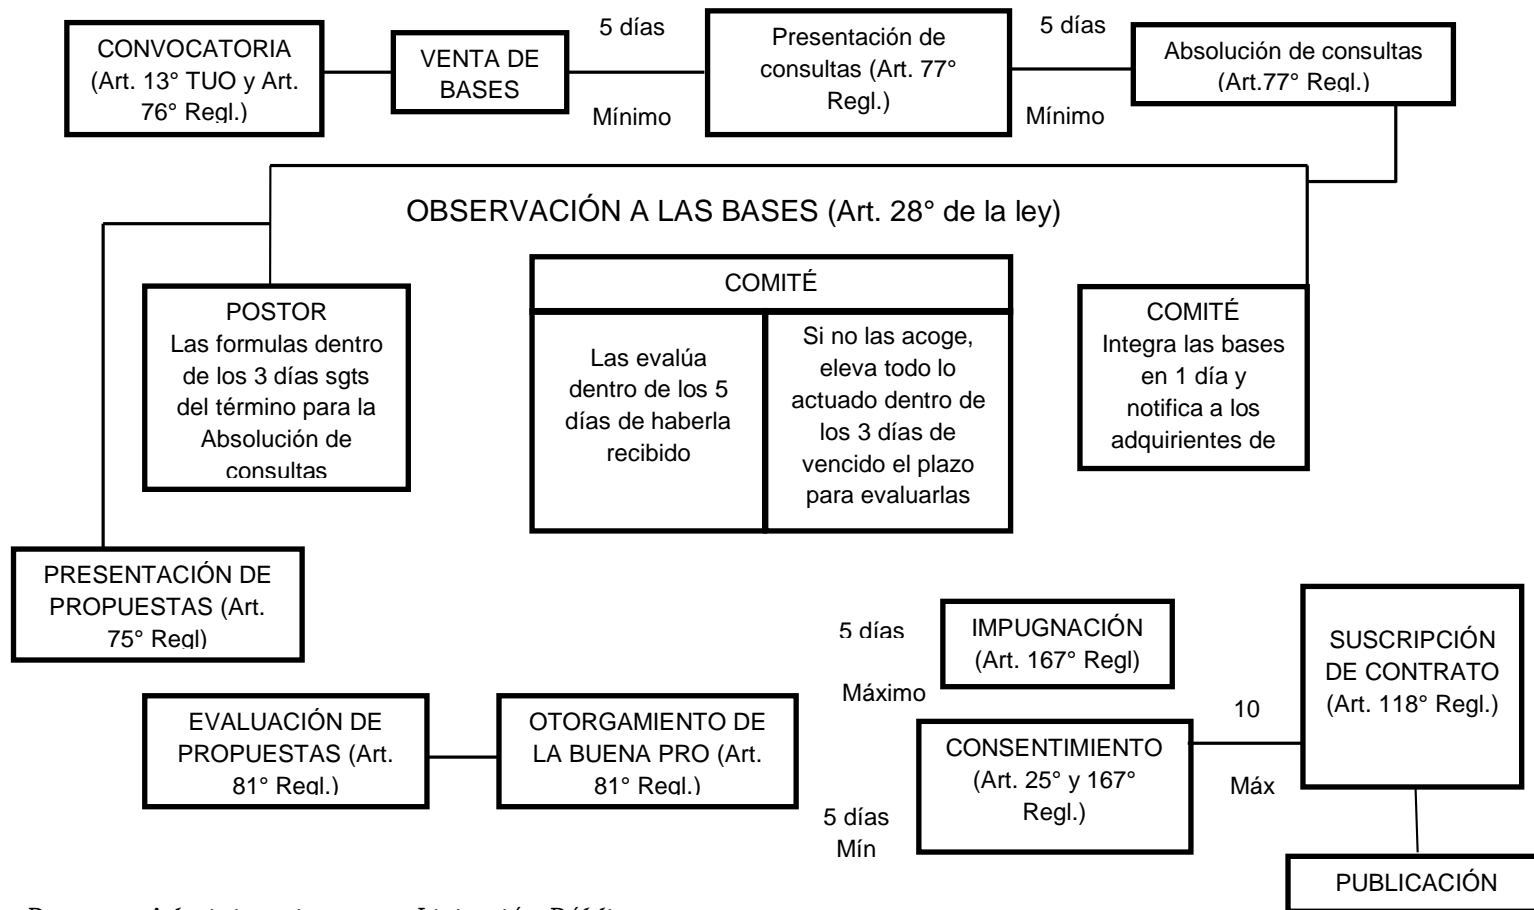 CONVOCATORIA
(Art. 13° TUO y Art.
76° Regl.)
VENTA DE
BASES
5 días
Mínimo
Presentación de
consultas (Art. 77°
Regl.)
5 días
Mínimo
Absolución de consultas
(Art.77° Regl.)
OBSERVACIÓN A LAS BASES (Art. 28° de la ley)
POSTOR
Las formulas dentro
de los 3 días sgts
del término para la
Absolución de
consultas
COMITÉ
Las evalúa
dentro de los 5
días de haberla
recibido
Si no las acoge,
eleva todo lo
actuado dentro de
los 3 días de
vencido el plazo
para evaluarlas
COMITÉ
Integra las bases
en 1 día y
notifica a los
adquirientes de
PRESENTACIÓN DE
PROPUESTAS (Art.
75° Regl)
EVALUACIÓN DE
PROPUESTAS (Art.
81° Regl.)
OTORGAMIENTO DE
LA BUENA PRO (Art.
81° Regl.)
5 días
Máximo
IMPUGNACIÓN
(Art. 167° Regl)
5 días
Mín
CONSENTIMIENTO
(Art. 25° y 167°
Regl.)
10
Máx
SUSCRIPCIÓN
DE CONTRATO
(Art. 118° Regl.)
PUBLICACIÓN